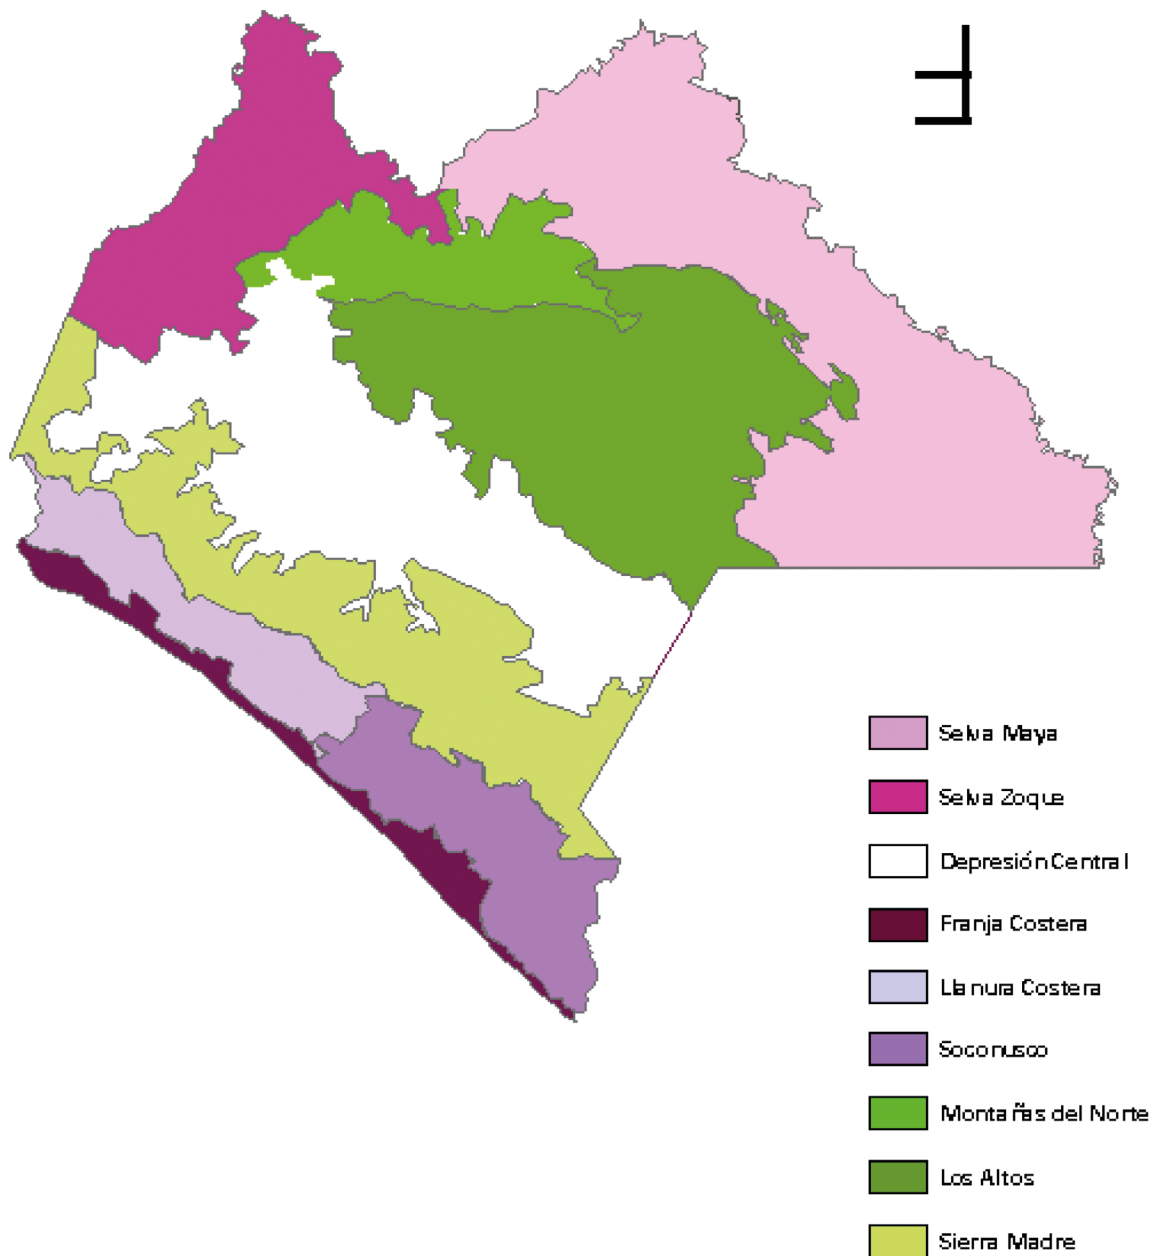 Selva Maya
Selva Zoque
Depresión Central
Franja Costera
Llanura Costera
Soconusco
Montañas del Norte
Los Altos
Sierra Madre